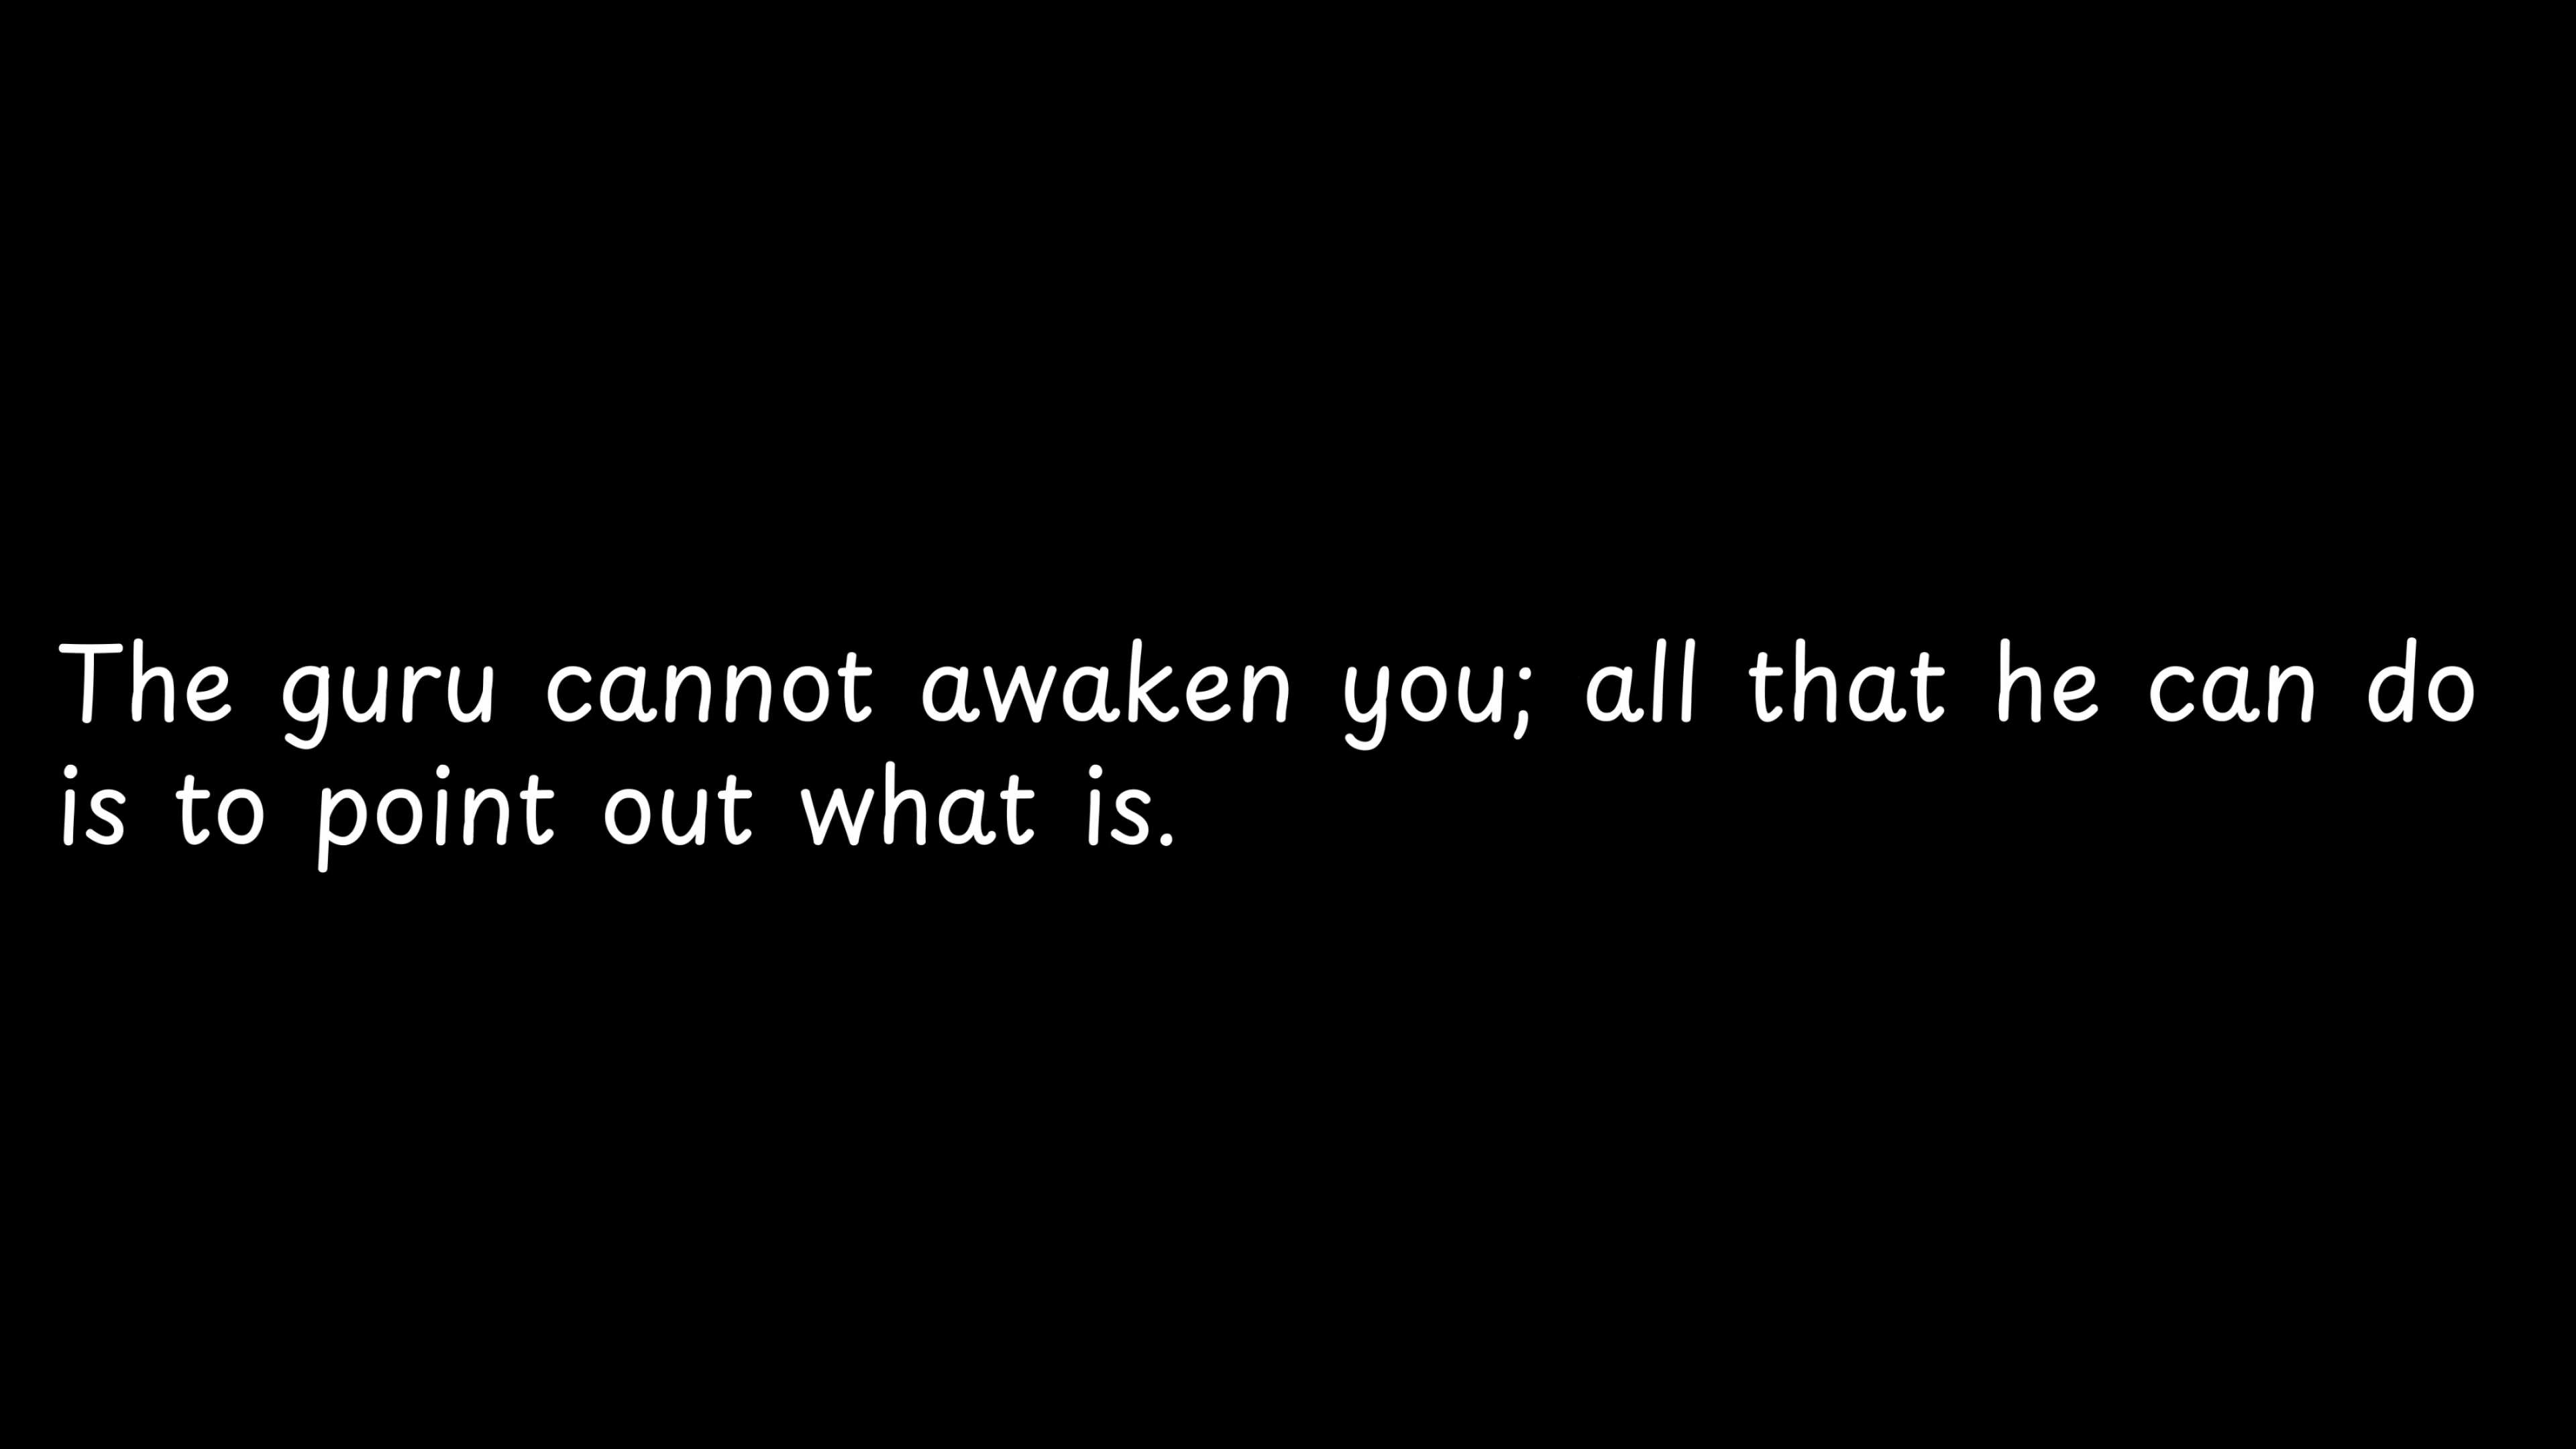 The guru cannot awaken you; all that he can do
is to point out what is.